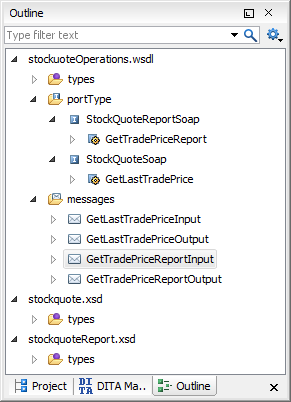 Outline
Type filter text
stockuoteOperations.wsdl
types
portType
StockQuoteReportSoap
GetTradePriceReport
StockQuoteSoap
GetLastTradePrice
messages
GetLastTradePriceInput
GetLastTradePriceOutput
GetTradePriceReportInput
GetTradePriceReportOutput
stockquote.xsd
types
stockquoteReport.xsd
types
Project DITA Ma.. Outline